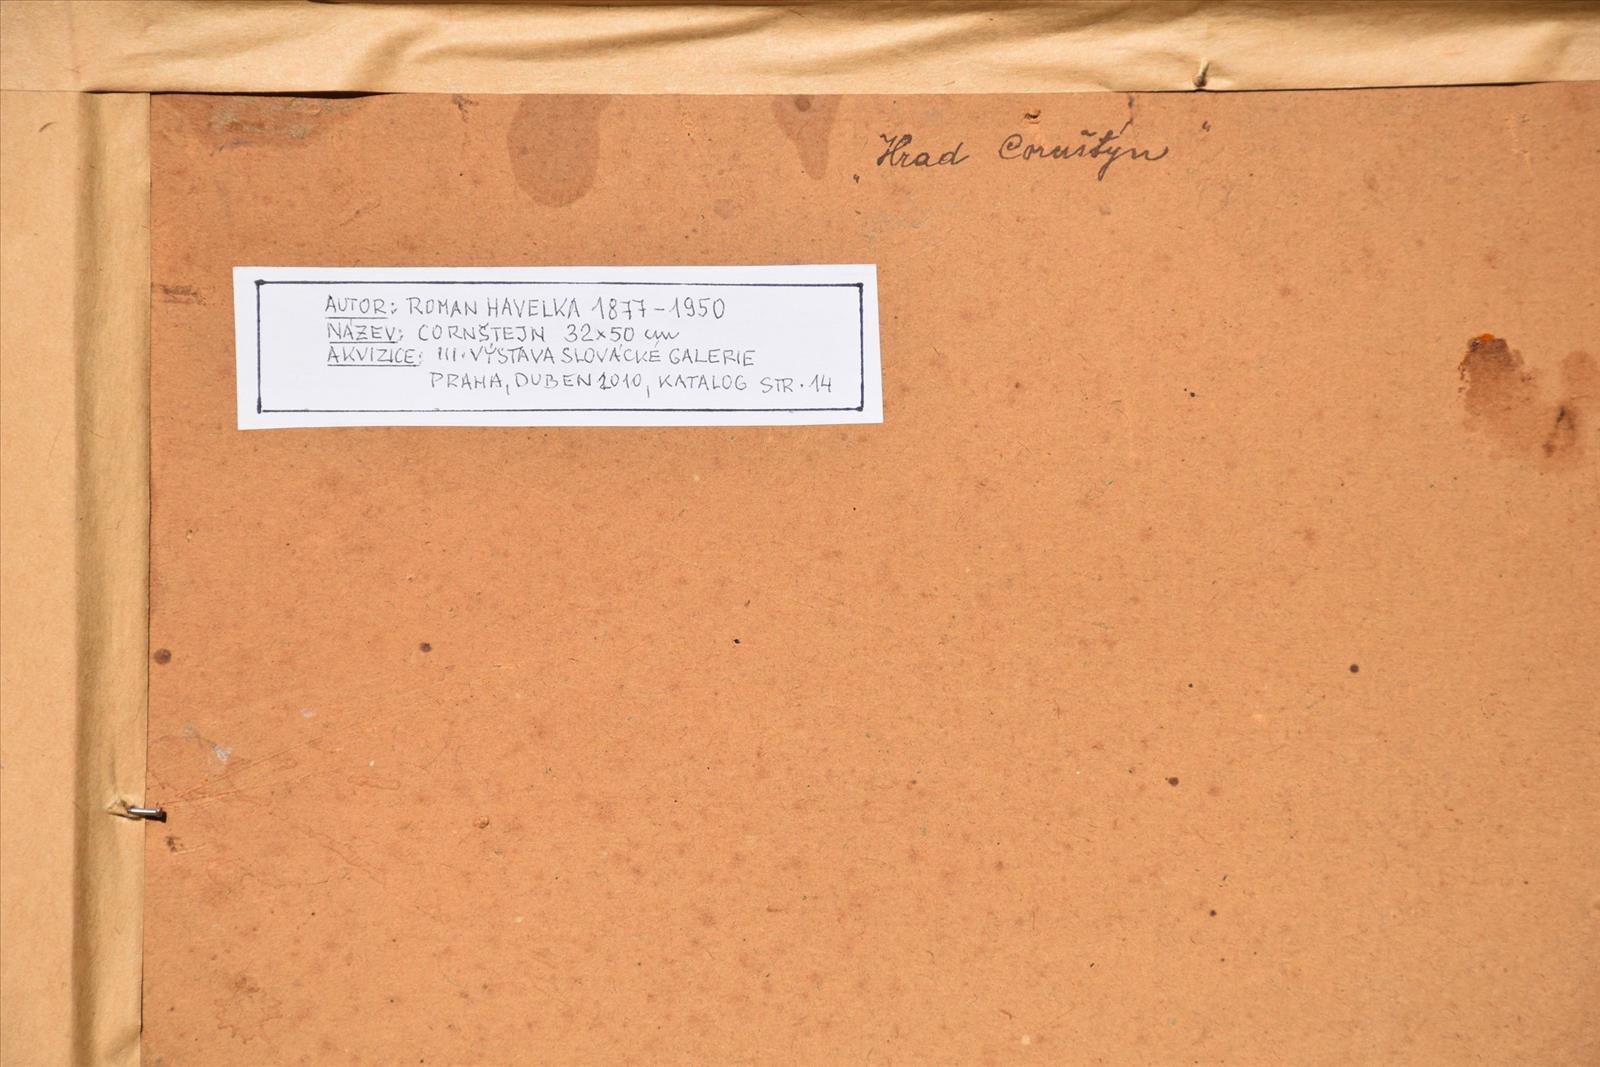 „Hrad Cornštýn"
AUTOR: ROMAN HAVELKA 1877-1950
NÁZEV: CORNŠTEJN 32×50 cm
AKVIZICE: III. VÝSTAVA SLOVÁCKÉ GALERIE
PRAHA, DUBEN 2010, KATALOG STR. 14